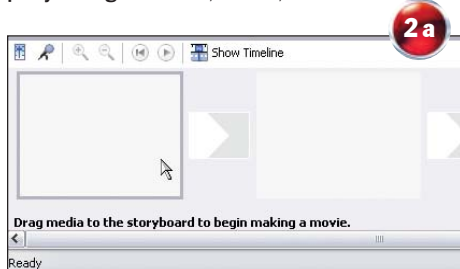 2a
Show Timeline
Drag media to the storyboard to begin making a movie.
Ready